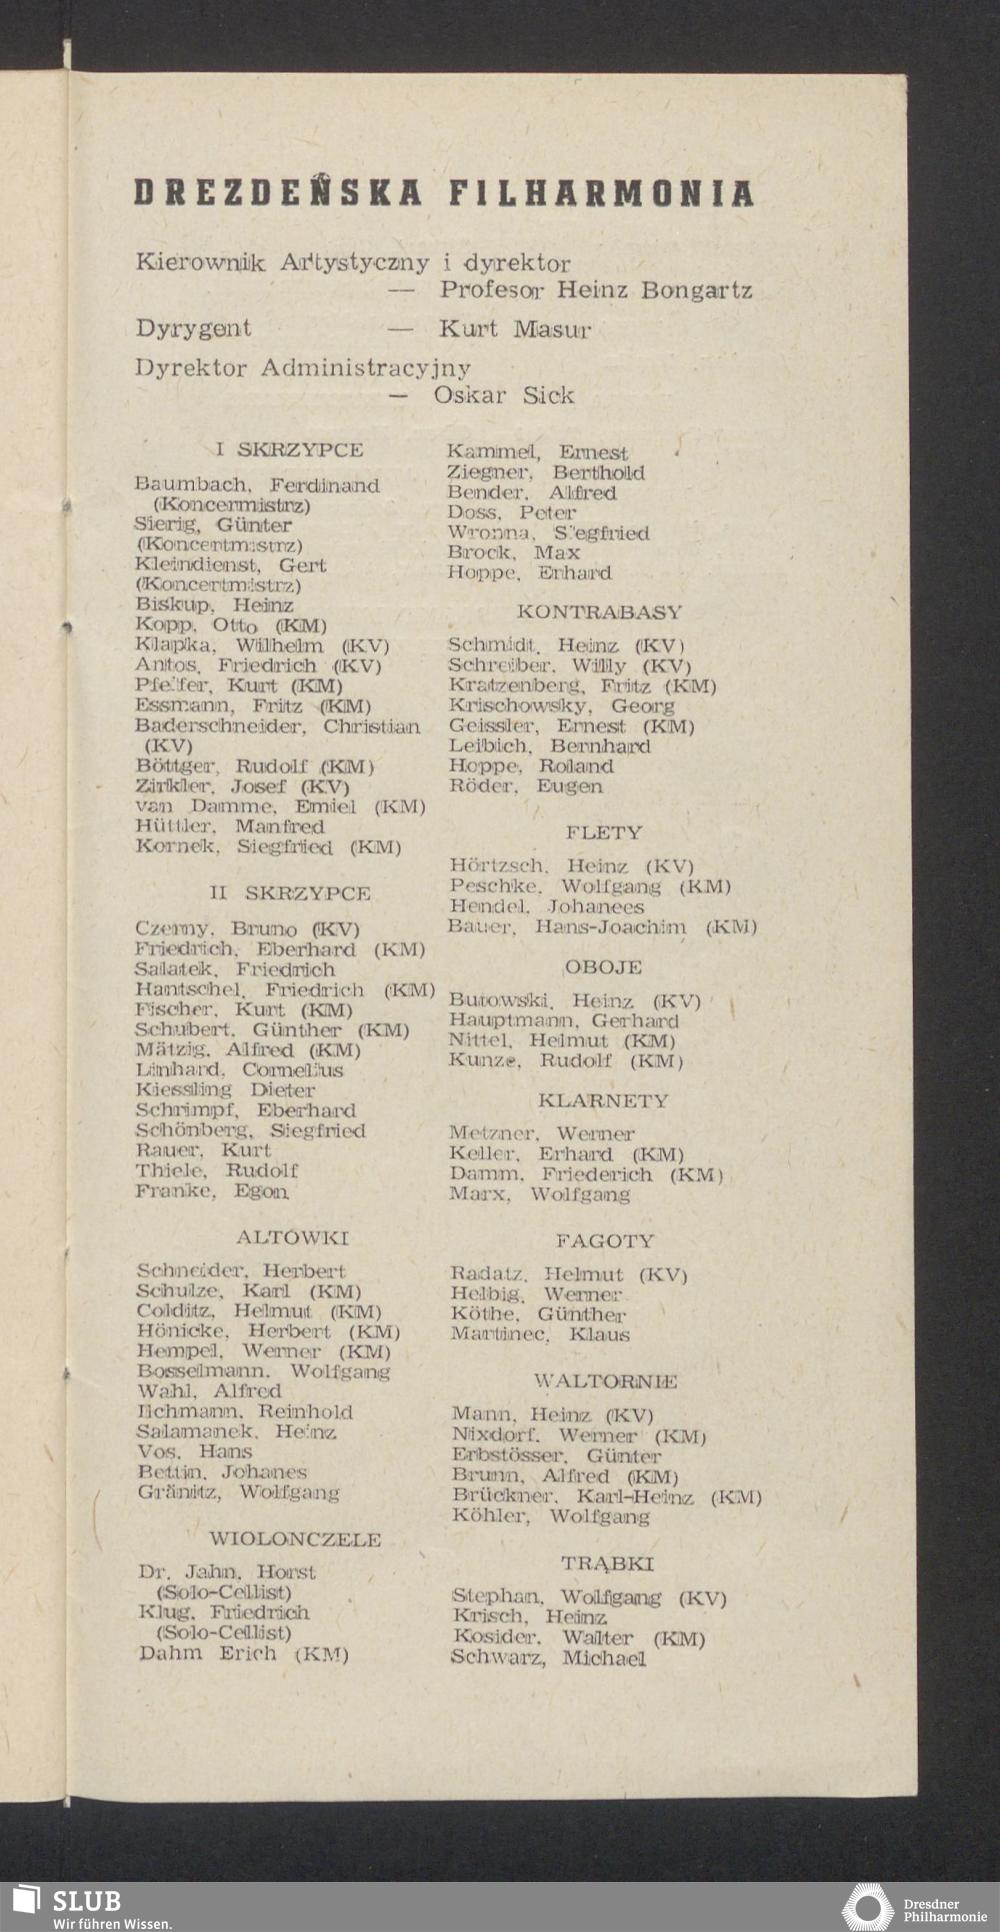 DREZDEŃSKA FILHARMONIA
Kierownik Artystyczny i dyrektor
— Profesor Heinz Bongartz
Dyrygent — Kurt Masur
Dyrektor Administracyjny
— Oskar Sick
I SKRZYPCE
Baumbach, Ferdinand
(Koncermistrz)
Sierig, Günter
(Koncertmistrz)
Kleindienst, Gert
(Koncertmistrz)
Biskup, Heinz
Kopp, Otto (KM)
Klapka, Wilhelm (KV)
Antos, Friedrich (KV)
Pfeifer, Kurt (KM)
Essmann, Fritz (KM)
Baderschneider, Christian
(KV)
Böttger, Rudolf (KM)
Zirkler, Josef (KV)
van Damme, Emiel (KM)
Hüttler, Manfred
Kornek, Siegfried (KM)
II SKRZYPCE
Czerny, Bruno (KV)
Friedrich, Eberhard (KM)
Salatek, Friedrich
Hantschel, Friedrich (KM)
Fischer, Kurt (KM)
Schubert, Günther (KM)
Mätzig, Alfred (KM)
Linhard, Cornelius
Kiessling Dieter
Schrimpf, Eberhard
Schönberg, Siegfried
Rauer, Kurt
Thiele, Rudolf
Franke, Egon
ALTOWKI
Schneider, Herbert
Schulze, Karl (KM)
Colditz, Helmut (KM)
Hönicke, Herbert (KM)
Hempel, Werner (KM)
Bosselmann, Wolfgang
Wahl, Alfred
Ilchmann, Reinhold
Salamanek, Heinz
Vos, Hans
Bettin, Johanes
Gränitz, Wolfgang
WIOLONCZELE
Dr. Jahn, Horst
(Solo-Cellist)
Klug, Friedrich
(Solo-Cellist)
Dahm Erich (KM)
Kammel, Ernest
Ziegner, Berthold
Bender, Alfred
Doss, Peter
Wronna, Siegfried
Brock, Max
Hoppe, Erhard
KONTRABASY
Schmidt, Heinz (KV)
Schreiber, Willy (KV)
Kratzenberg, Fritz (KM)
Krischowsky, Georg
Geissler, Ernest (KM)
Leibich, Bernhard
Hoppe, Roland
Röder, Eugen
FLETY
Hörtzsch, Heinz (KV)
Peschke, Wolfgang (KM)
Hendel, Johanees
Bauer, Hans-Joachim (KM)
OBOJE
Butowski, Heinz (KV)
Hauptmann, Gerhard
Nittel, Helmut (KM)
Kunze, Rudolf (KM)
KLARNETY
Metzner, Werner
Keller, Erhard (KM)
Damm, Friederich (KM)
Marx, Wolfgang
FAGOTY
Radatz, Helmut (KV)
Helbig, Werner
Köthe, Günther
Martinec, Klaus
WALTORNIE
Mann, Heinz (KV)
Nixdorf, Werner (KM)
Erbstösser, Günter
Brunn, Alfred (KM)
Brückner, Karl-Heinz (KM)
Köhler, Wolfgang
TRĄBKI
Stephan, Wolfgang (KV)
Krisch, Heinz
Kosider, Walter (KM)
Schwarz, Michael
SLUB
Wir führen Wissen.
Dresdner
Philharmonie